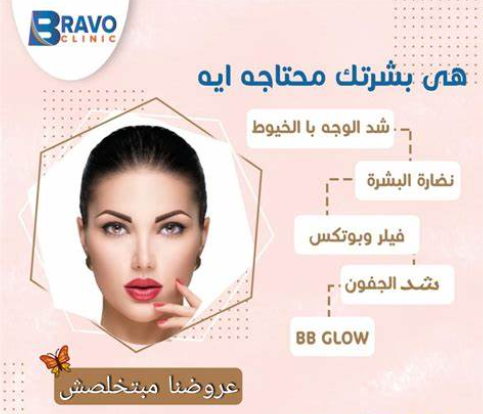 BRAVO
CLINIC
هى بشرتك محتاجه ايه
شد الوجه با الخيوط
نضارة البشرة
فيلر وبوتكس
شد الجفون
BB GLOW
عروضنا مبتخلصش